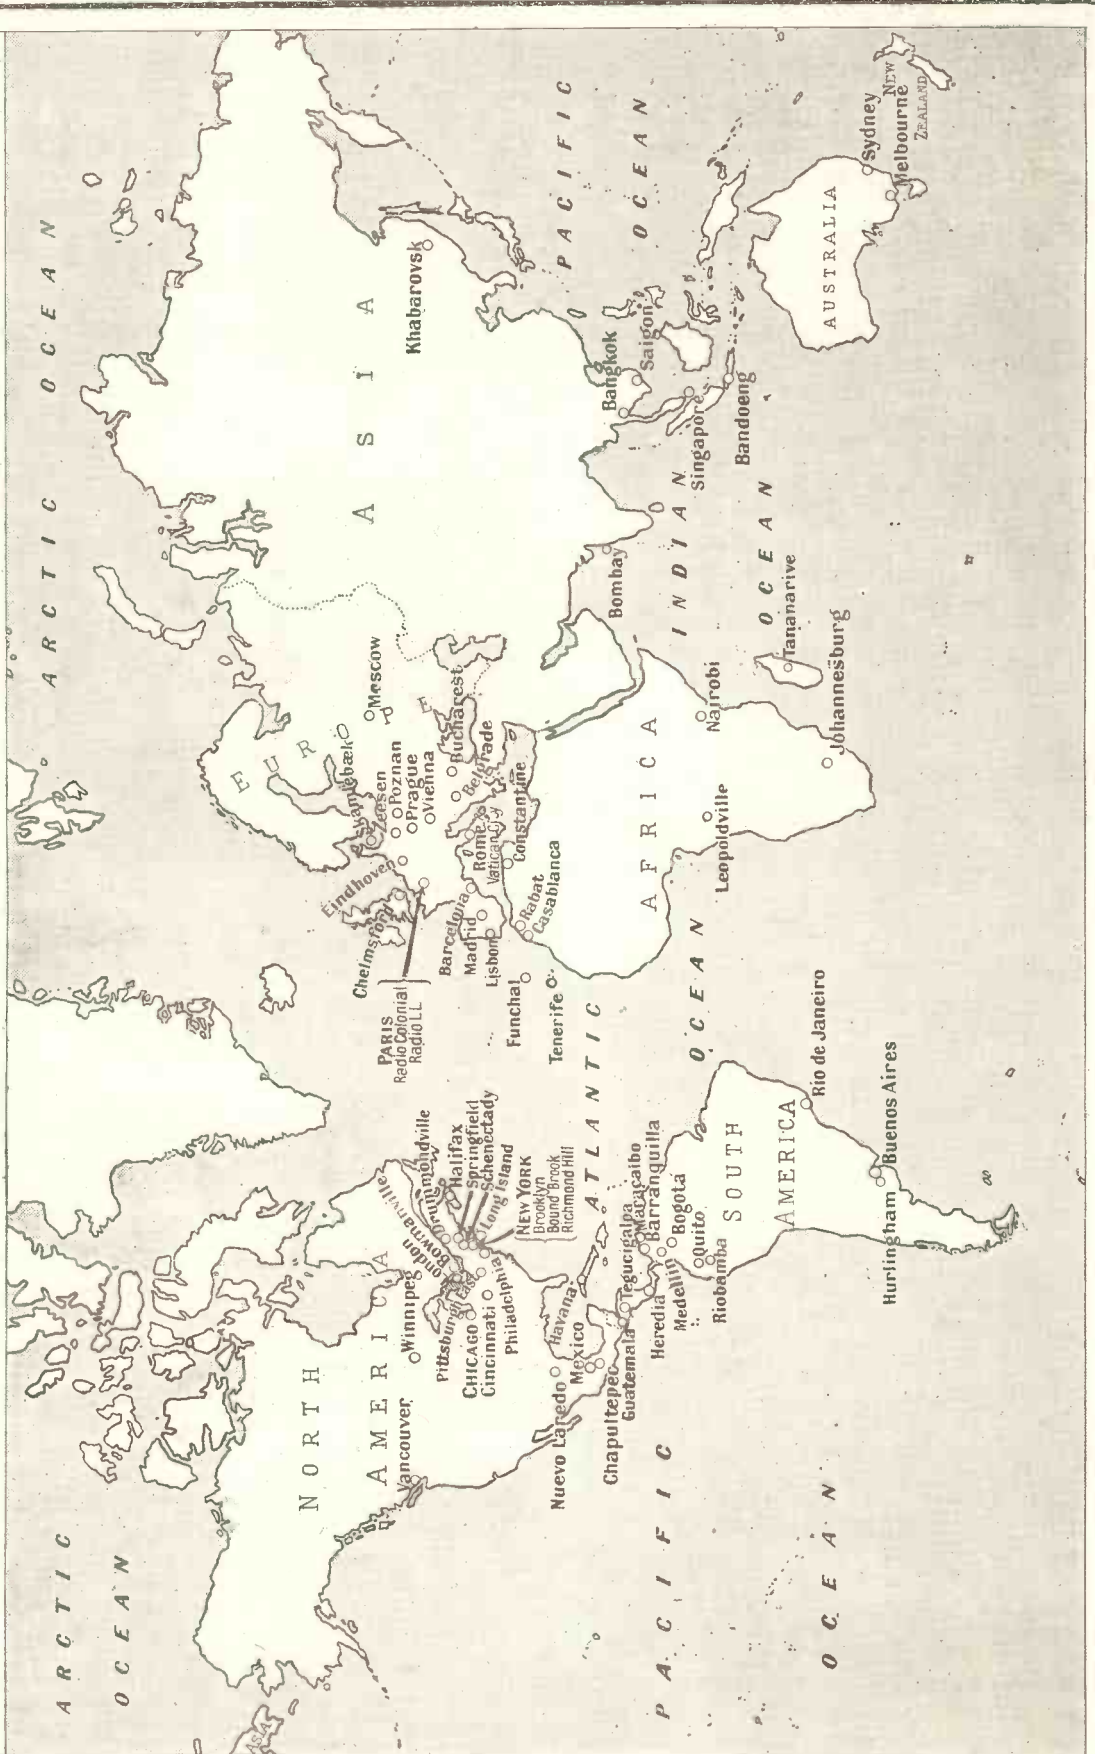 ARCTIC
OCEAN
ARCTIC OCEAN
NORTH
AMERICA
Vancouver
Winnipeg
London
Bowmanville
Drummondville
Halifax
Springfield
Schenectady
Long Island
NEW YORK
Brooklyn
Bound Brook
Richmond Hill
Pittsburgh
East
CHICAGO
Cincinnati
Philadelphia
Nuevo Laredo
Havana
Mexico
Chapultepec
Guatemala
Tegucigalpa
Heredia
Maracaibo
Barranquilla
Medellin
Bogota
Quito
Riobamba
SOUTH
AMERICA
Rio de Janeiro
Hurlingham
Buenos Aires
PACIFIC
OCEAN
ATLANTIC
OCEAN
EUR
P
E
Skamlebæk
Zeesen
Poznan
Prague
Vienna
Moscow
Bucharest
Belgrade
Rome &
Vatican City
Eindhoven
Chelmsford
PARIS
Radio Colonial
Radio LL
Barcelona
Madrid
Lisbon
Constantine
Rabat
Casablanca
Funchal
Tenerife
AFRICA
Leopoldville
Nairobi
Johannesburg
Tananarive
ASIA
Khabarovsk
Bombay
Bangkok
Saigon
Singapore
Bandoeng
INDIAN
OCEAN
PACIFIC
OCEAN
AUSTRALIA
Sydney
Melbourne
NEW
ZEALAND
ASIA